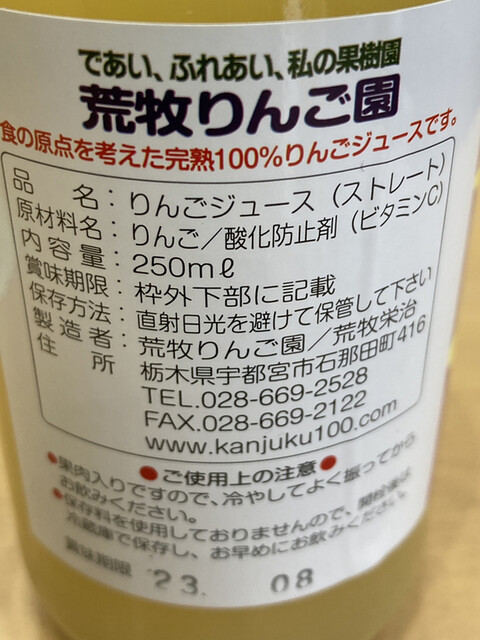 であい、ふれあい、私の果樹園
荒牧りんご園
食の原点を考えた完熟100%りんごジュースです。
品名：りんごジュース（ストレート）
原材料名：りんご／酸化防止剤（ビタミンC）
内容量：250mℓ
賞味期限：枠外下部に記載
保存方法：直射日光を避けて保管して下さい
製造者：荒牧りんご園／荒牧栄治
住所 栃木県宇都宮市石那田町416
TEL.028-669-2528
FAX.028-669-2122
www.kanjuku100.com
●ご使用上の注意●
●果肉入りですので、冷やしてよく振ってから
お飲みください。
●保存料を使用しておりませんので、開栓後は
冷蔵庫で保存し、お早めにお飲みください。
賞味期限 '23. 08